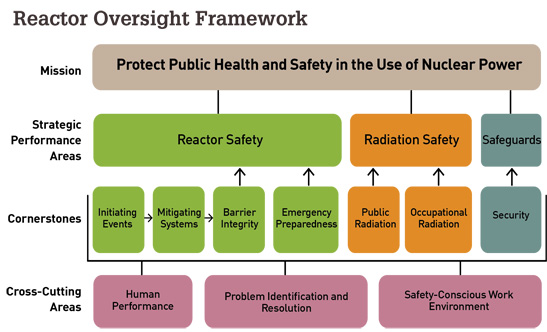 Reactor Oversight Framework
Mission
Protect Public Health and Safety in the Use of Nuclear Power
Strategic
Performance
Areas
Reactor Safety
Radiation Safety
Safeguards
Cornerstones
Initiating
Events
Mitigating
Systems
Barrier
Integrity
Emergency
Preparedness
Public
Radiation
Occupational
Radiation
Security
Cross-Cutting
Areas
Human
Performance
Problem Identification and
Resolution
Safety-Conscious Work
Environment